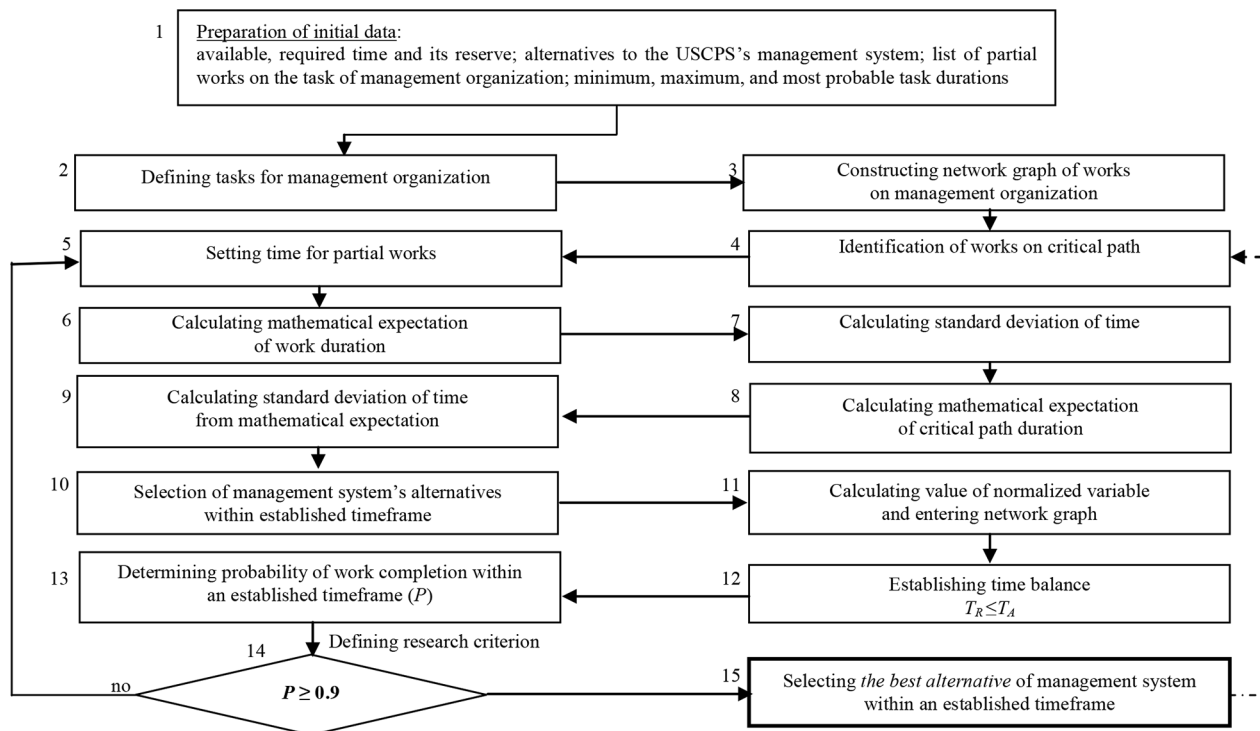 1
Preparation of initial data:
available, required time and its reserve; alternatives to the USCPS's management system; list of partial
works on the task of management organization; minimum, maximum, and most probable task durations
2
Defining tasks for management organization
3
Constructing network graph of works
on management organization
5
Setting time for partial works
4
Identification of works on critical path
6
Calculating mathematical expectation
of work duration
7
Calculating standard deviation of time
9
Calculating standard deviation of time
from mathematical expectation
8
Calculating mathematical expectation
of critical path duration
10
Selection of management system's alternatives
within established timeframe
11
Calculating value of normalized variable
and entering network graph
13
Determining probability of work completion within
an established timeframe (P)
12
Establishing time balance
T_R≤T_A
Defining research criterion
14
no
P ≥ 0.9
15
Selecting the best alternative of management system
within an established timeframe